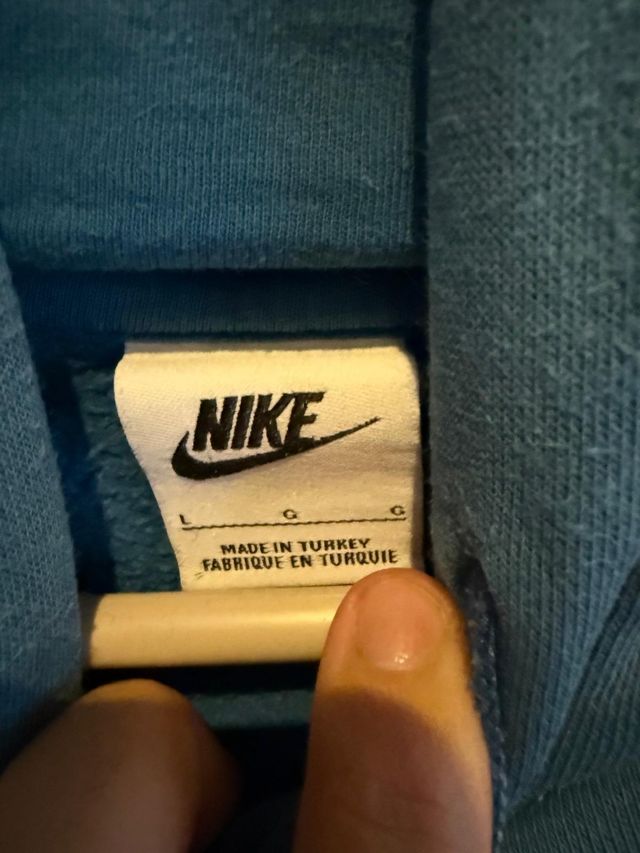 NIKE
L G G
MADE IN TURKEY
FABRIQUE EN TURQUIE